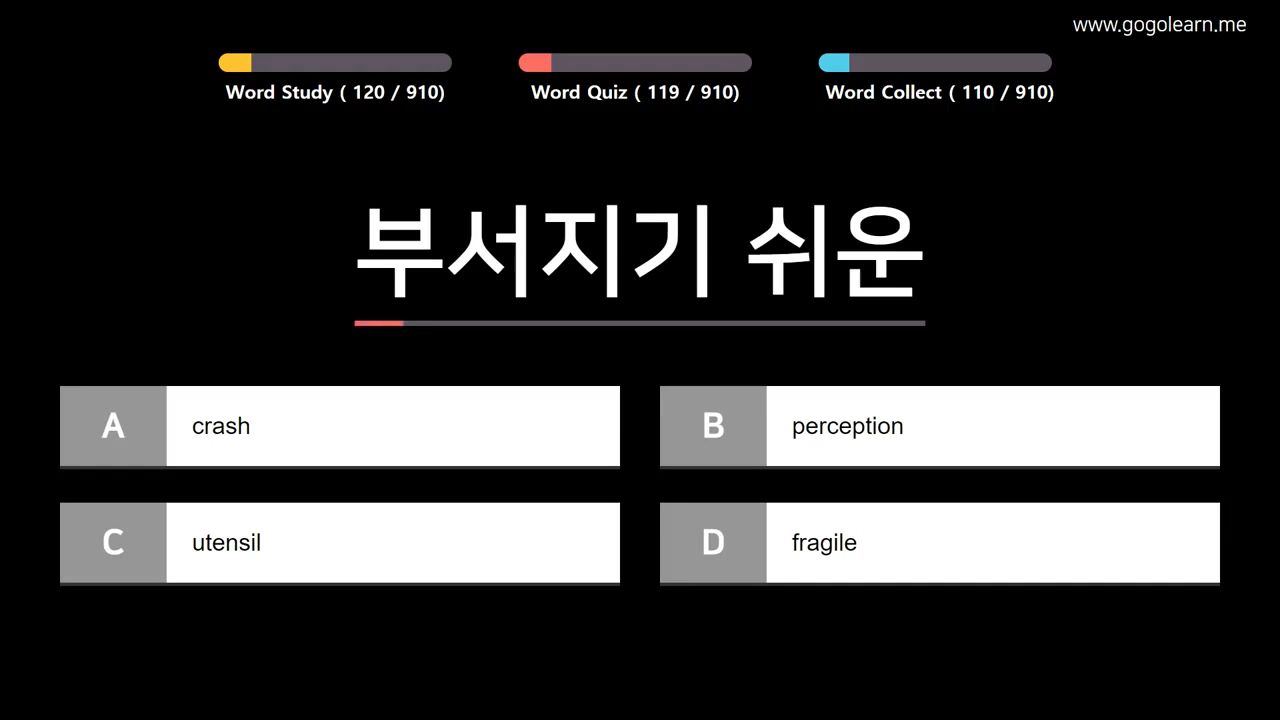 www.gogolearn.me
Word Study ( 120 / 910)
Word Quiz ( 119 / 910)
Word Collect ( 110 / 910)
부서지기 쉬운
A crash
B perception
C utensil
D fragile